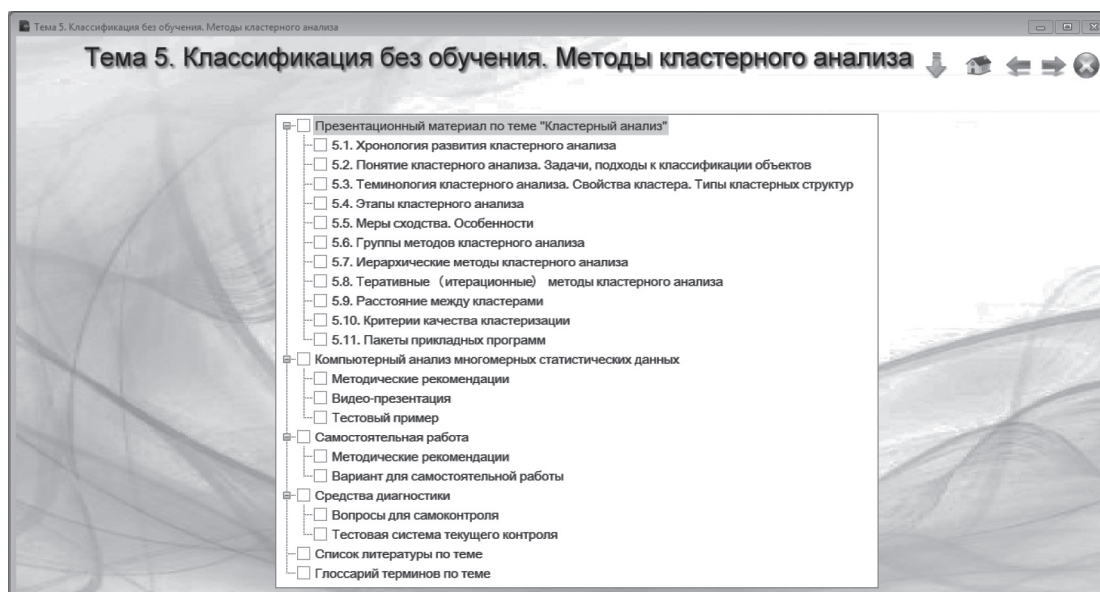 Тема 5. Классификация без обучения. Методы кластерного анализа
Тема 5. Классификация без обучения. Методы кластерного анализа
Презентационный материал по теме "Кластерный анализ"
5.1. Хронология развития кластерного анализа
5.2. Понятие кластерного анализа. Задачи, подходы к классификации объектов
5.3. Теминология кластерного анализа. Свойства кластера. Типы кластерных структур
5.4. Этапы кластерного анализа
5.5. Меры сходства. Особенности
5.6. Группы методов кластерного анализа
5.7. Иерархические методы кластерного анализа
5.8. Теративные (итерационные) методы кластерного анализа
5.9. Расстояние между кластерами
5.10. Критерии качества кластеризации
5.11. Пакеты прикладных программ
Компьютерный анализ многомерных статистических данных
Методические рекомендации
Видео-презентация
Тестовый пример
Самостоятельная работа
Методические рекомендации
Вариант для самостоятельной работы
Средства диагностики
Вопросы для самоконтроля
Тестовая система текущего контроля
Список литературы по теме
Глоссарий терминов по теме